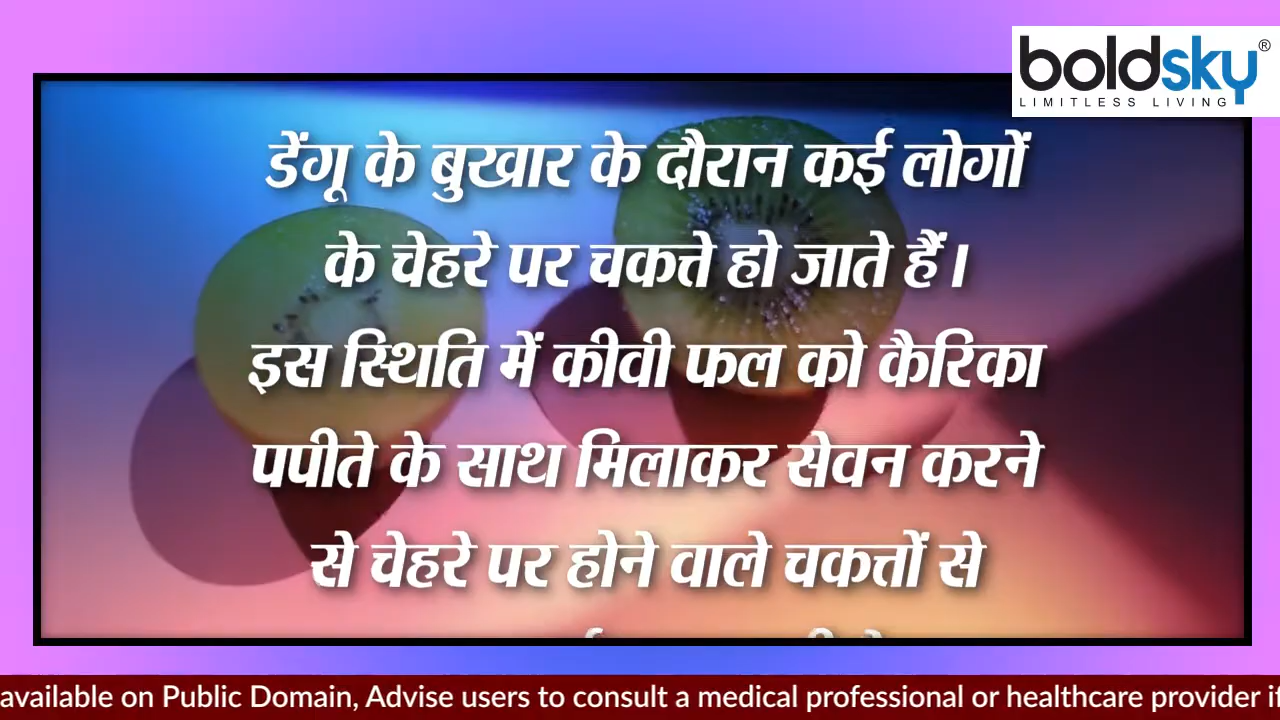 boldsky®
LIMITLESS LIVING
डेंगू के बुखार के दौरान कई लोगों
के चेहरे पर चकत्ते हो जाते हैं।
इस स्थिति में कीवी फल को कैरिका
पपीते के साथ मिलाकर सेवन करने
से चेहरे पर होने वाले चकत्तों से
available on Public Domain, Advise users to consult a medical professional or healthcare provider